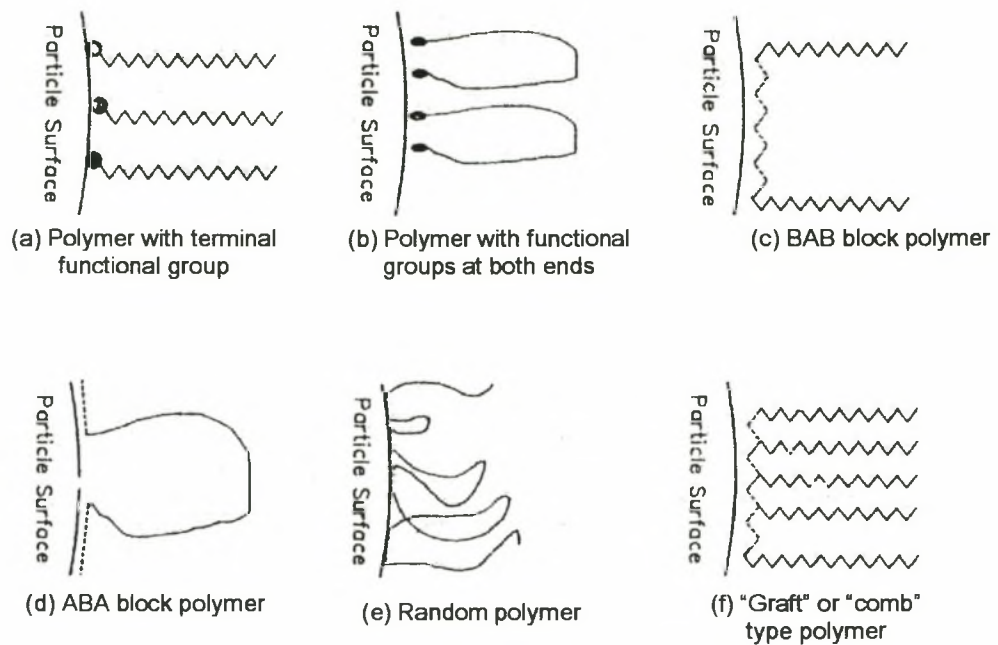 Particle Surface
(a) Polymer with terminal
functional group
Particle Surface
(b) Polymer with functional
groups at both ends
Particle Surface
(c) BAB block polymer
Particle Surface
(d) ABA block polymer
Particle Surface
(e) Random polymer
Particle Surface
(f) "Graft" or "comb"
type polymer